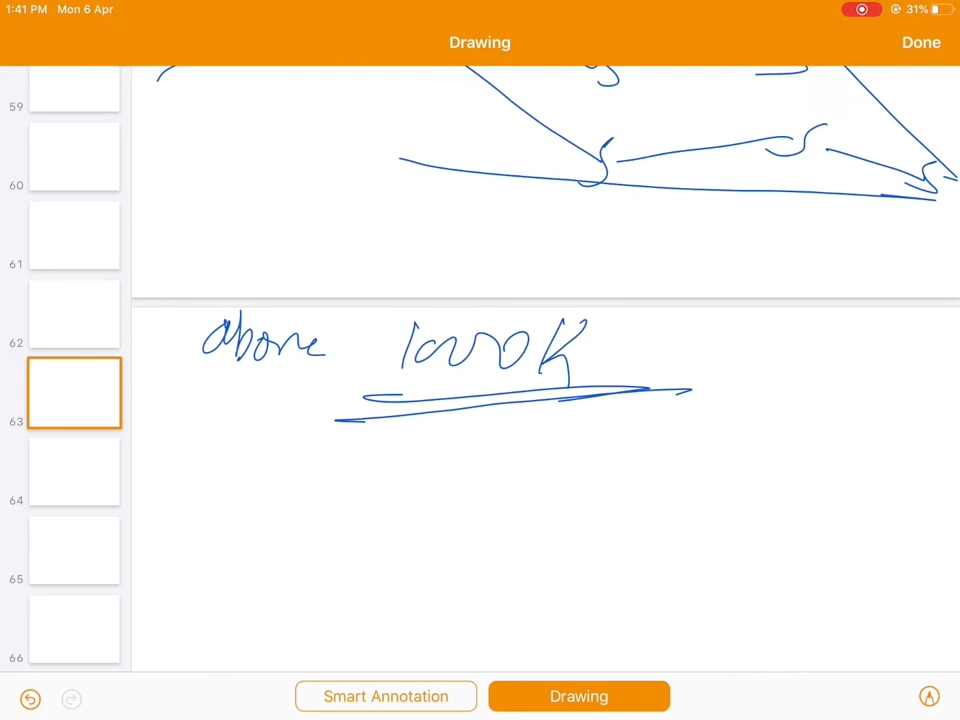 1:41 PM Mon 6 Apr
31%
Drawing
Done
S S
S S S
59
60
61
62
above 1000K
63
64
65
66
Smart Annotation
Drawing